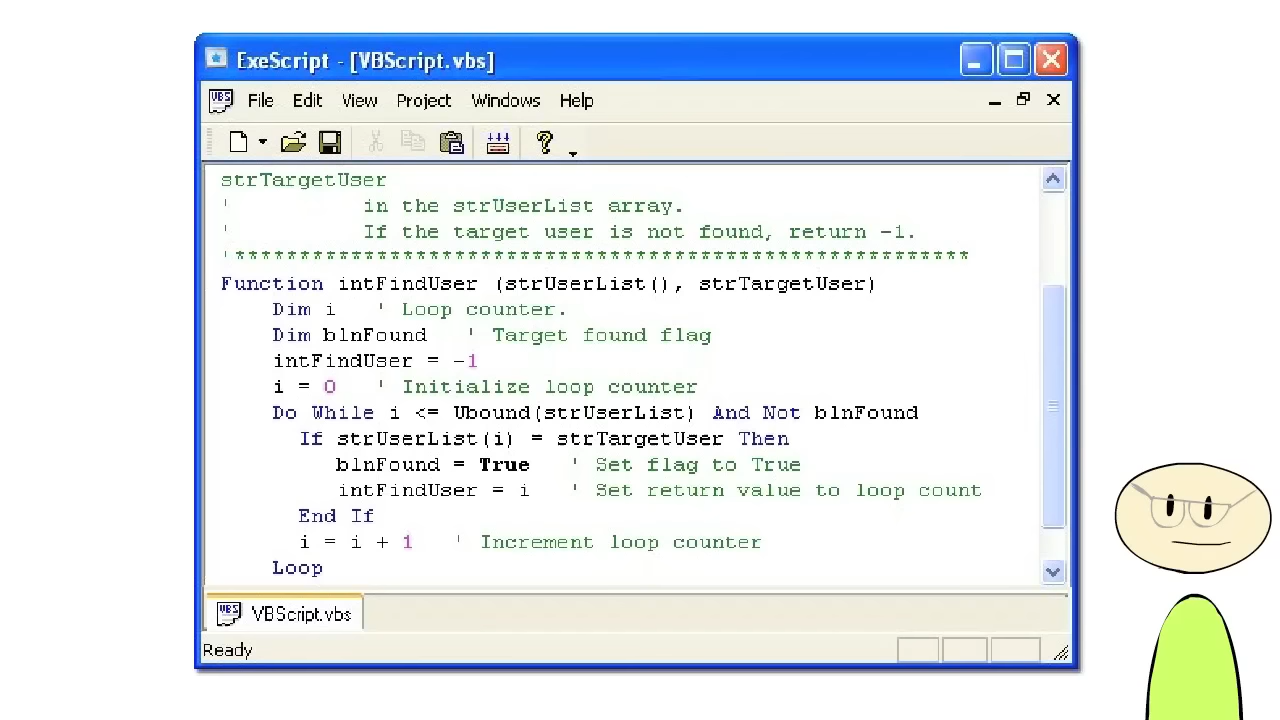 ExeScript - [VBScript.vbs]
VBS File Edit View Project Windows Help
strTargetUser
' in the strUserList array.
' If the target user is not found, return -1.
'*********************************************************
Function intFindUser (strUserList(), strTargetUser)
Dim i ' Loop counter.
Dim blnFound ' Target found flag
intFindUser = -1
i = 0 ' Initialize loop counter
Do While i <= Ubound(strUserList) And Not blnFound
If strUserList(i) = strTargetUser Then
blnFound = True ' Set flag to True
intFindUser = i ' Set return value to loop count
End If
i = i + 1 ' Increment loop counter
Loop
VBS VBScript.vbs
Ready